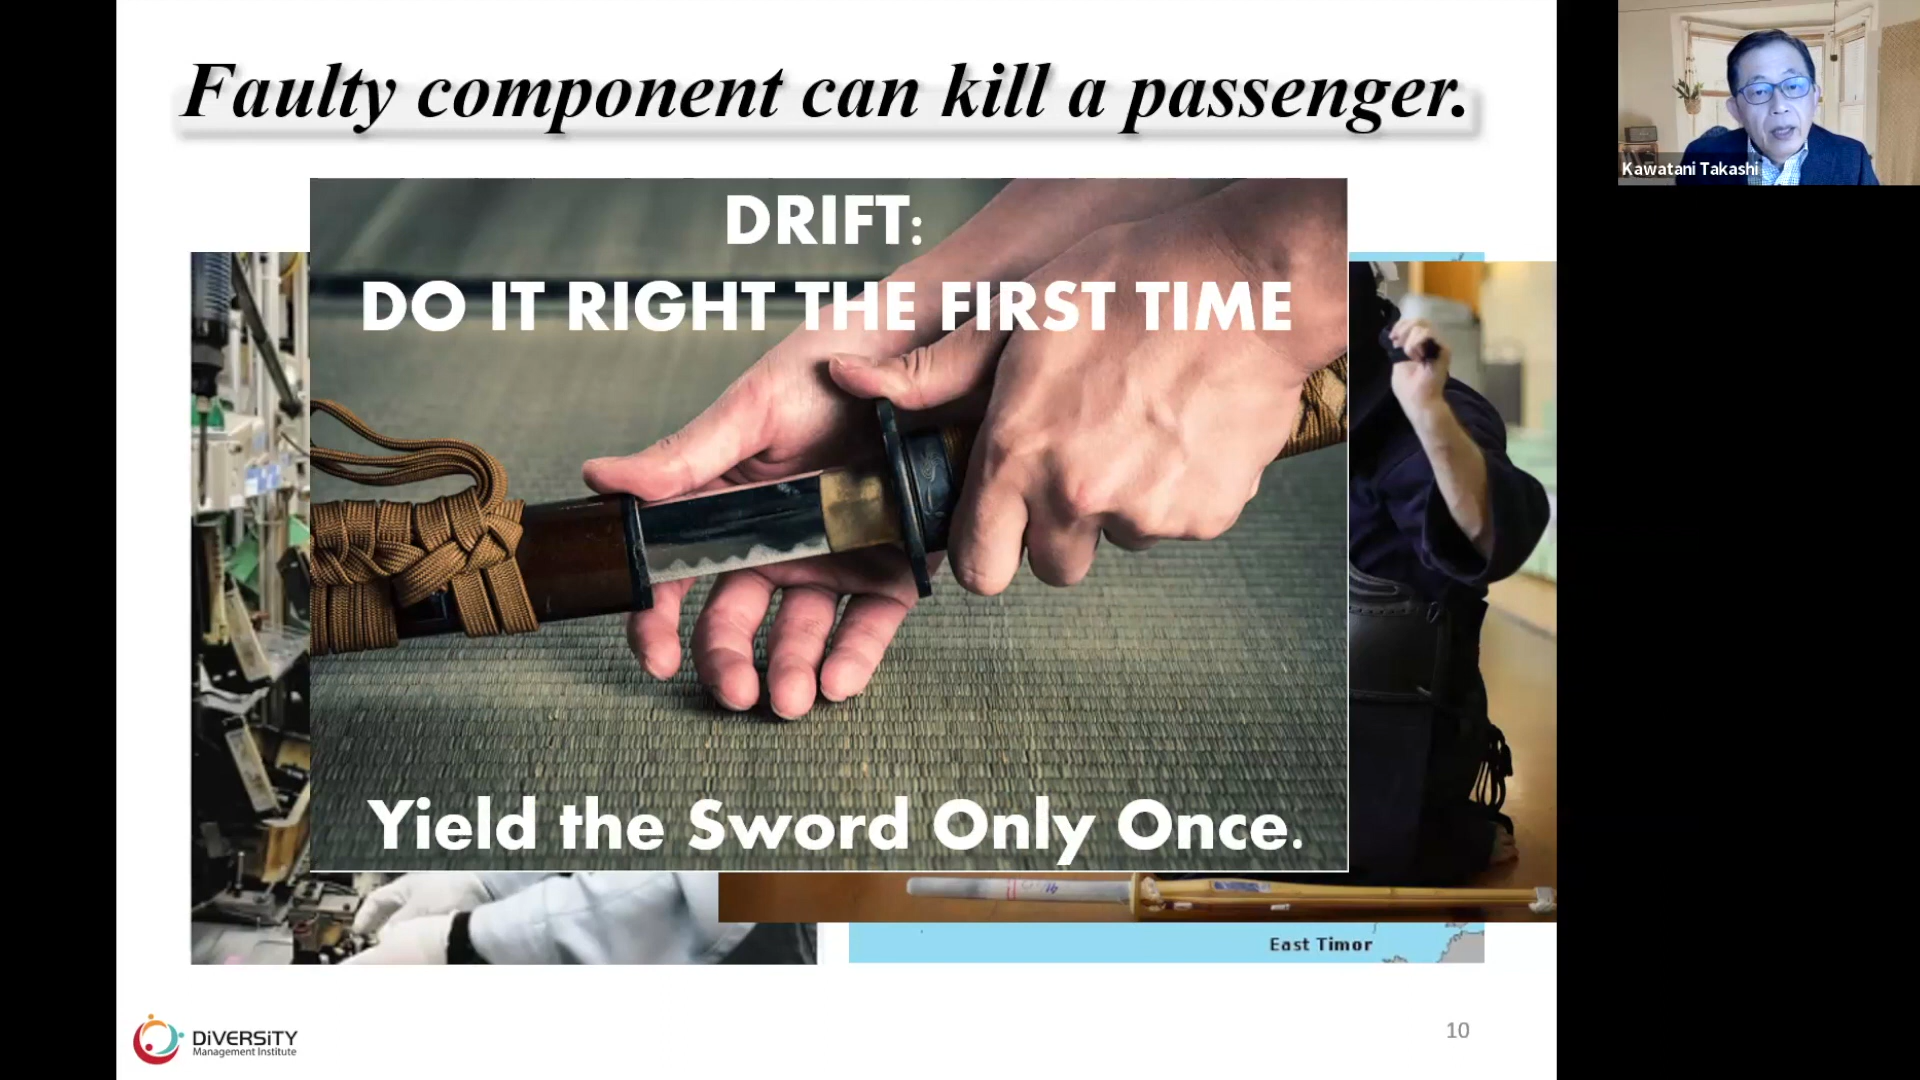 Faulty component can kill a passenger.
Kawatani Takashi
DRIFT:
DO IT RIGHT THE FIRST TIME
Yield the Sword Only Once.
East Timor
DiVERSiTY
Management Institute
10